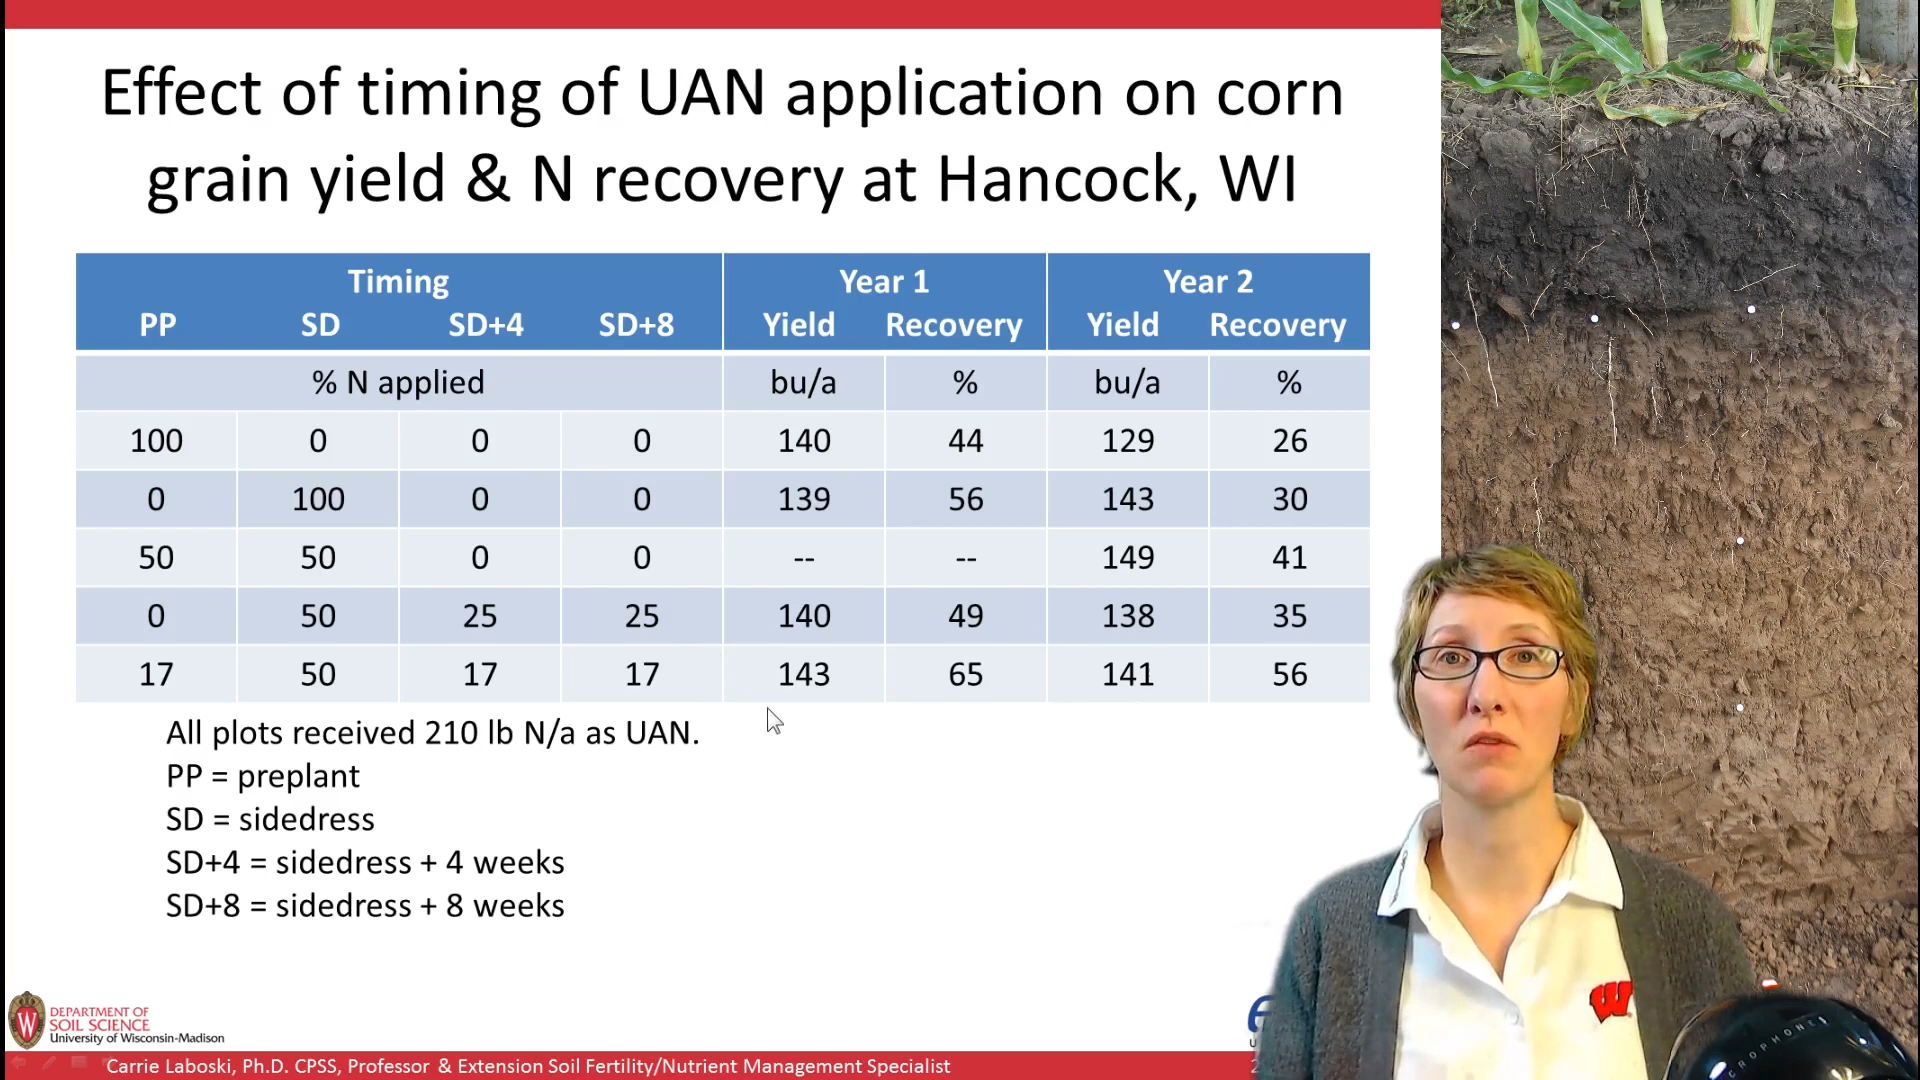 Effect of timing of UAN application on corn
grain yield & N recovery at Hancock, WI
Timing Year 1 Year 2
PP SD SD+4 SD+8 Yield Recovery Yield Recovery
% N applied bu/a % bu/a %
100 0 0 0 140 44 129 26
0 100 0 0 139 56 143 30
50 50 0 0 -- -- 149 41
0 50 25 25 140 49 138 35
17 50 17 17 143 65 141 56
All plots received 210 lb N/a as UAN.
PP = preplant
SD = sidedress
SD+4 = sidedress + 4 weeks
SD+8 = sidedress + 8 weeks
W
DEPARTMENT OF
SOIL SCIENCE
University of Wisconsin-Madison
Carrie Laboski, Ph.D. CPSS, Professor & Extension Soil Fertility/Nutrient Management Specialist
W